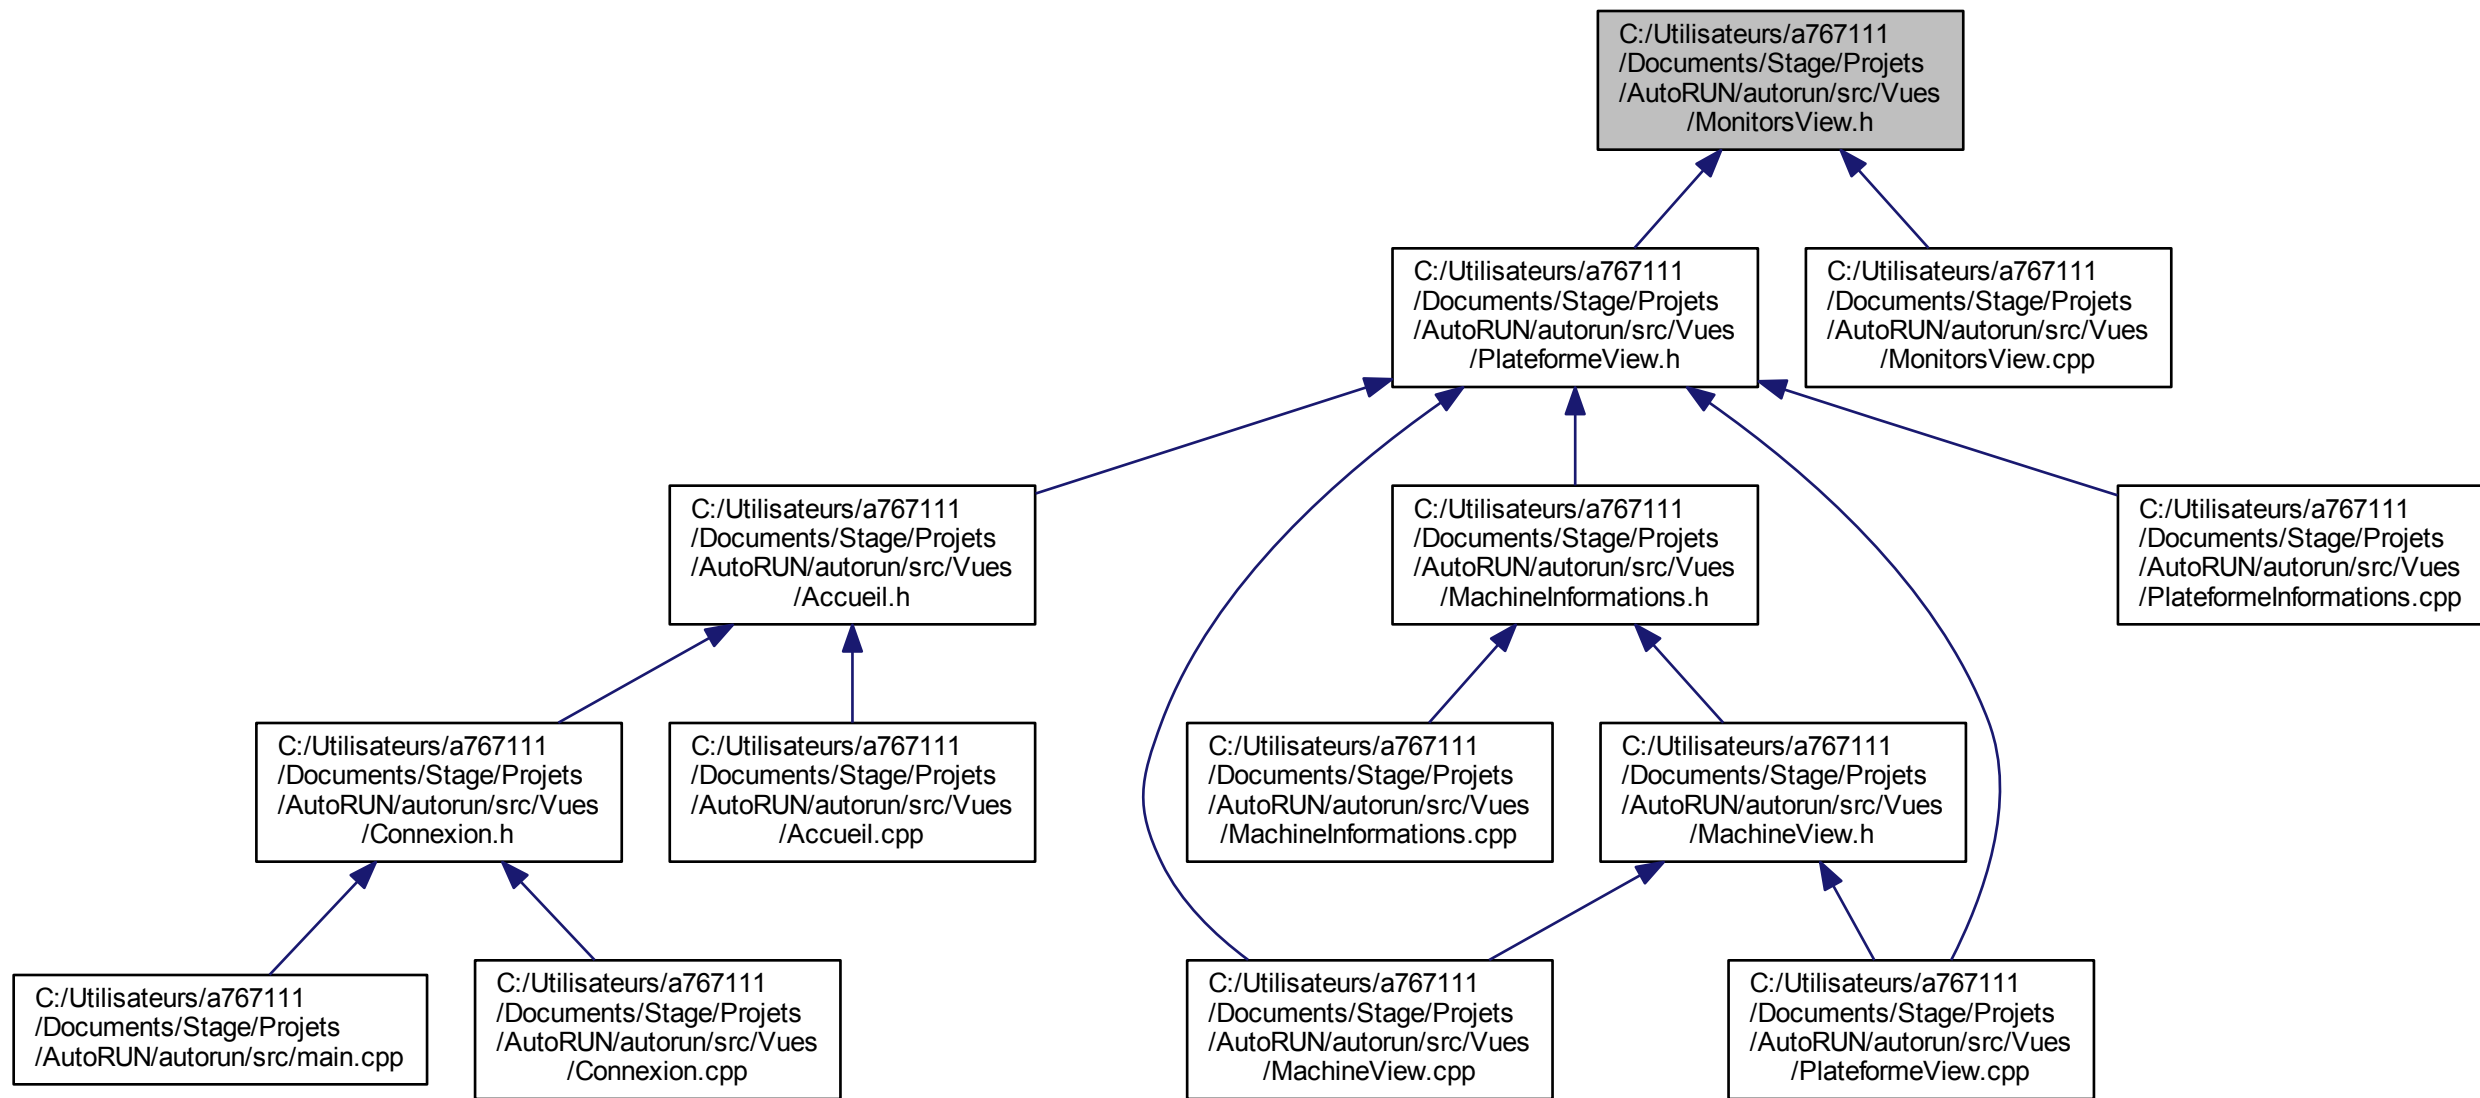 C:/Utilisateurs/a767111
/Documents/Stage/Projets
/AutoRUN/autorun/src/Vues
/MonitorsView.h
C:/Utilisateurs/a767111
/Documents/Stage/Projets
/AutoRUN/autorun/src/Vues
/PlateformeView.h
C:/Utilisateurs/a767111
/Documents/Stage/Projets
/AutoRUN/autorun/src/Vues
/MonitorsView.cpp
C:/Utilisateurs/a767111
/Documents/Stage/Projets
/AutoRUN/autorun/src/Vues
/Accueil.h
C:/Utilisateurs/a767111
/Documents/Stage/Projets
/AutoRUN/autorun/src/Vues
/MachineInformations.h
C:/Utilisateurs/a767111
/Documents/Stage/Projets
/AutoRUN/autorun/src/Vues
/PlateformeInformations.cpp
C:/Utilisateurs/a767111
/Documents/Stage/Projets
/AutoRUN/autorun/src/Vues
/Connexion.h
C:/Utilisateurs/a767111
/Documents/Stage/Projets
/AutoRUN/autorun/src/Vues
/Accueil.cpp
C:/Utilisateurs/a767111
/Documents/Stage/Projets
/AutoRUN/autorun/src/Vues
/MachineInformations.cpp
C:/Utilisateurs/a767111
/Documents/Stage/Projets
/AutoRUN/autorun/src/Vues
/MachineView.h
C:/Utilisateurs/a767111
/Documents/Stage/Projets
/AutoRUN/autorun/src/main.cpp
C:/Utilisateurs/a767111
/Documents/Stage/Projets
/AutoRUN/autorun/src/Vues
/Connexion.cpp
C:/Utilisateurs/a767111
/Documents/Stage/Projets
/AutoRUN/autorun/src/Vues
/MachineView.cpp
C:/Utilisateurs/a767111
/Documents/Stage/Projets
/AutoRUN/autorun/src/Vues
/PlateformeView.cpp